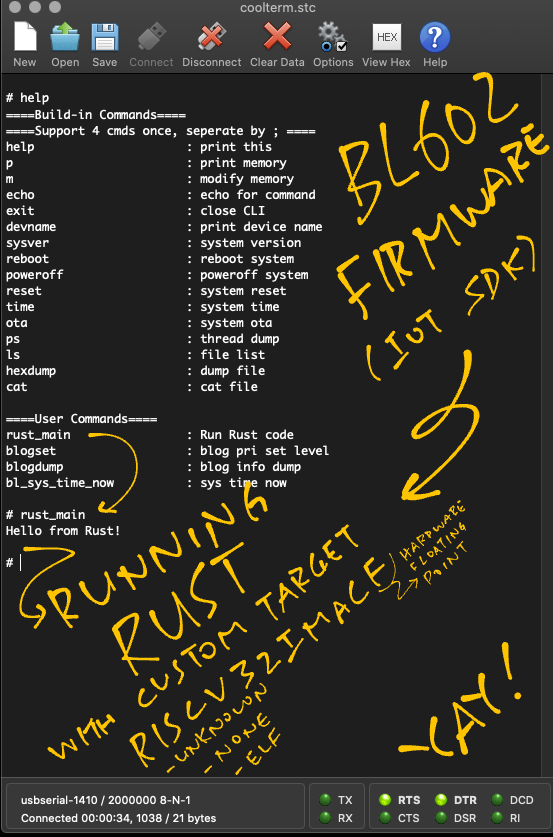 coolterm.stc
New Open Save Connect Disconnect Clear Data Options View Hex Help
HEX
# help
====Build-in Commands====
====Support 4 cmds once, seperate by ; ====
help : print this
p : print memory
m : modify memory
echo : echo for command
exit : close CLI
devname : print device name
sysver : system version
reboot : reboot system
poweroff : poweroff system
reset : system reset
time : system time
ota : system ota
ps : thread dump
ls : file list
hexdump : dump file
cat : cat file
====User Commands====
rust_main : Run Rust code
blogset : blog pri set level
blogdump : blog info dump
bl_sys_time_now : sys time now
# rust_main
Hello from Rust!
#
BL602
FIRMWARE
(IOT SDK)
RUNNING
RUST
WITH CUSTOM TARGET
RISCV32IMACF
-UNKNOWN
-NONE
-ELF
HARDWARE
FLOATING
POINT
YAY!
usbserial-1410 / 2000000 8-N-1
Connected 00:00:34, 1038 / 21 bytes
TX RTS DTR DCD
RX CTS DSR RI